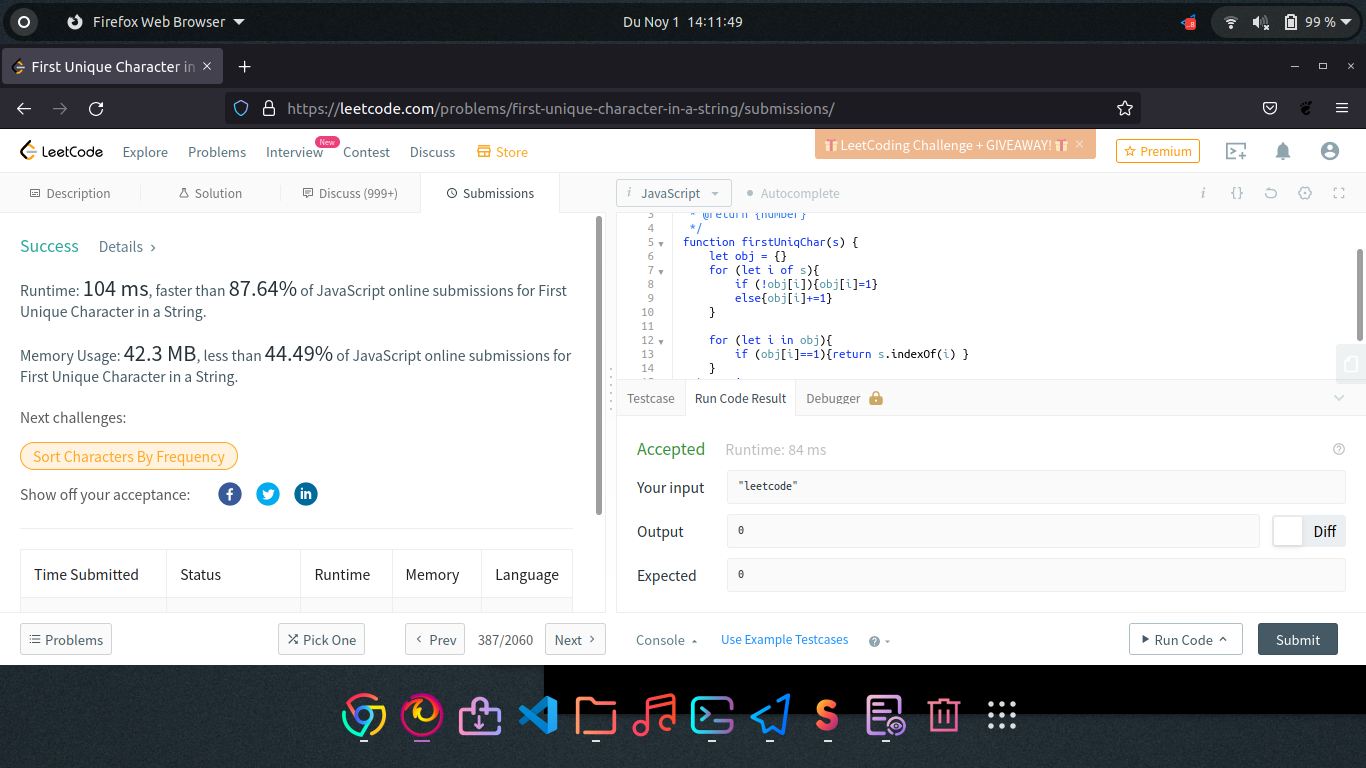 Firefox Web Browser
Du Noy 1 14:11:49
8
99 %
First Unique Character in
https://leetcode.com/problems/first-unique-character-in-a-string/submissions/
LeetCode
Explore
Problems
Interview
New
Contest
Discuss
Store
LeetCoding Challenge + GIVEAWAY!
Premium
Description
Solution
Discuss (999+)
Submissions
i JavaScript
Autocomplete
i {}
Success
Details
Runtime: 104 ms, faster than 87.64% of JavaScript online submissions for First
Unique Character in a String.
Memory Usage: 42.3 MB, less than 44.49% of JavaScript online submissions for
First Unique Character in a String.
Next challenges:
Sort Characters By Frequency
Show off your acceptance:
Time Submitted
Status
Runtime
Memory
Language
3 * @return {number}
4 */
5 function firstUniqChar(s) {
6 let obj = {}
7 for (let i of s){
8 if (!obj[i]){obj[i]=1}
9 else{obj[i]+=1}
10 }
11
12 for (let i in obj){
13 if (obj[i]==1){return s.indexOf(i) }
14 }
Testcase
Run Code Result
Debugger
Accepted
Runtime: 84 ms
Your input
"leetcode"
Output
0
Diff
Expected
0
Problems
Pick One
Prev
387/2060
Next
Console
Use Example Testcases
Run Code
Submit